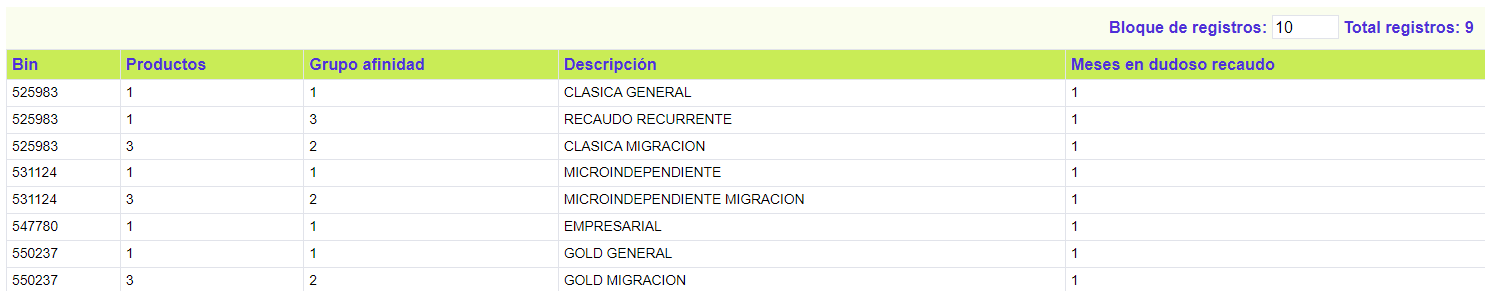 Bloque de registros: 10 Total registros: 9
Bin Productos Grupo afinidad Descripción Meses en dudoso recaudo
525983 1 1 CLASICA GENERAL 1
525983 1 3 RECAUDO RECURRENTE 1
525983 3 2 CLASICA MIGRACION 1
531124 1 1 MICROINDEPENDIENTE 1
531124 3 2 MICROINDEPENDIENTE MIGRACION 1
547780 1 1 EMPRESARIAL 1
550237 1 1 GOLD GENERAL 1
550237 3 2 GOLD MIGRACION 1